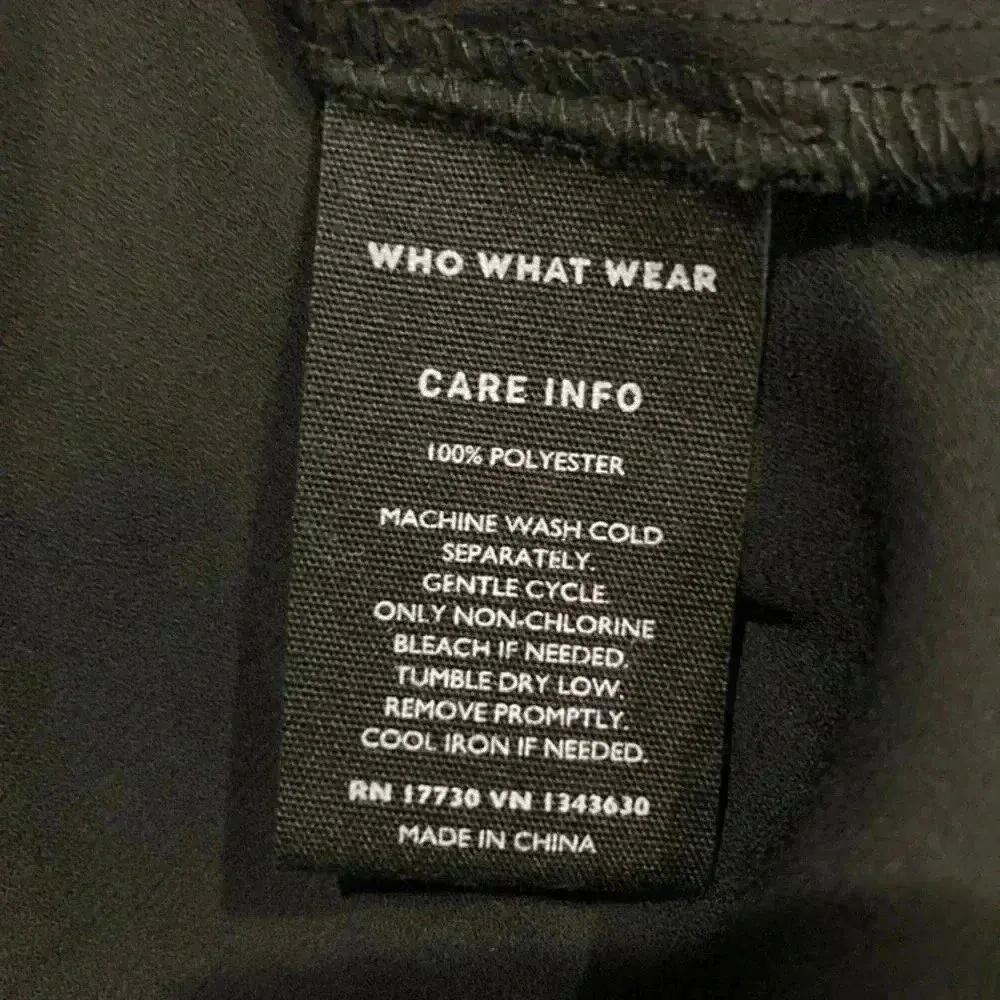 WHO WHAT WEAR
CARE INFO
100% POLYESTER
MACHINE WASH COLD
SEPARATELY.
GENTLE CYCLE.
ONLY NON-CHLORINE
BLEACH IF NEEDED.
TUMBLE DRY LOW.
REMOVE PROMPTLY.
COOL IRON IF NEEDED.
RN 17730 VN 1343630
MADE IN CHINA